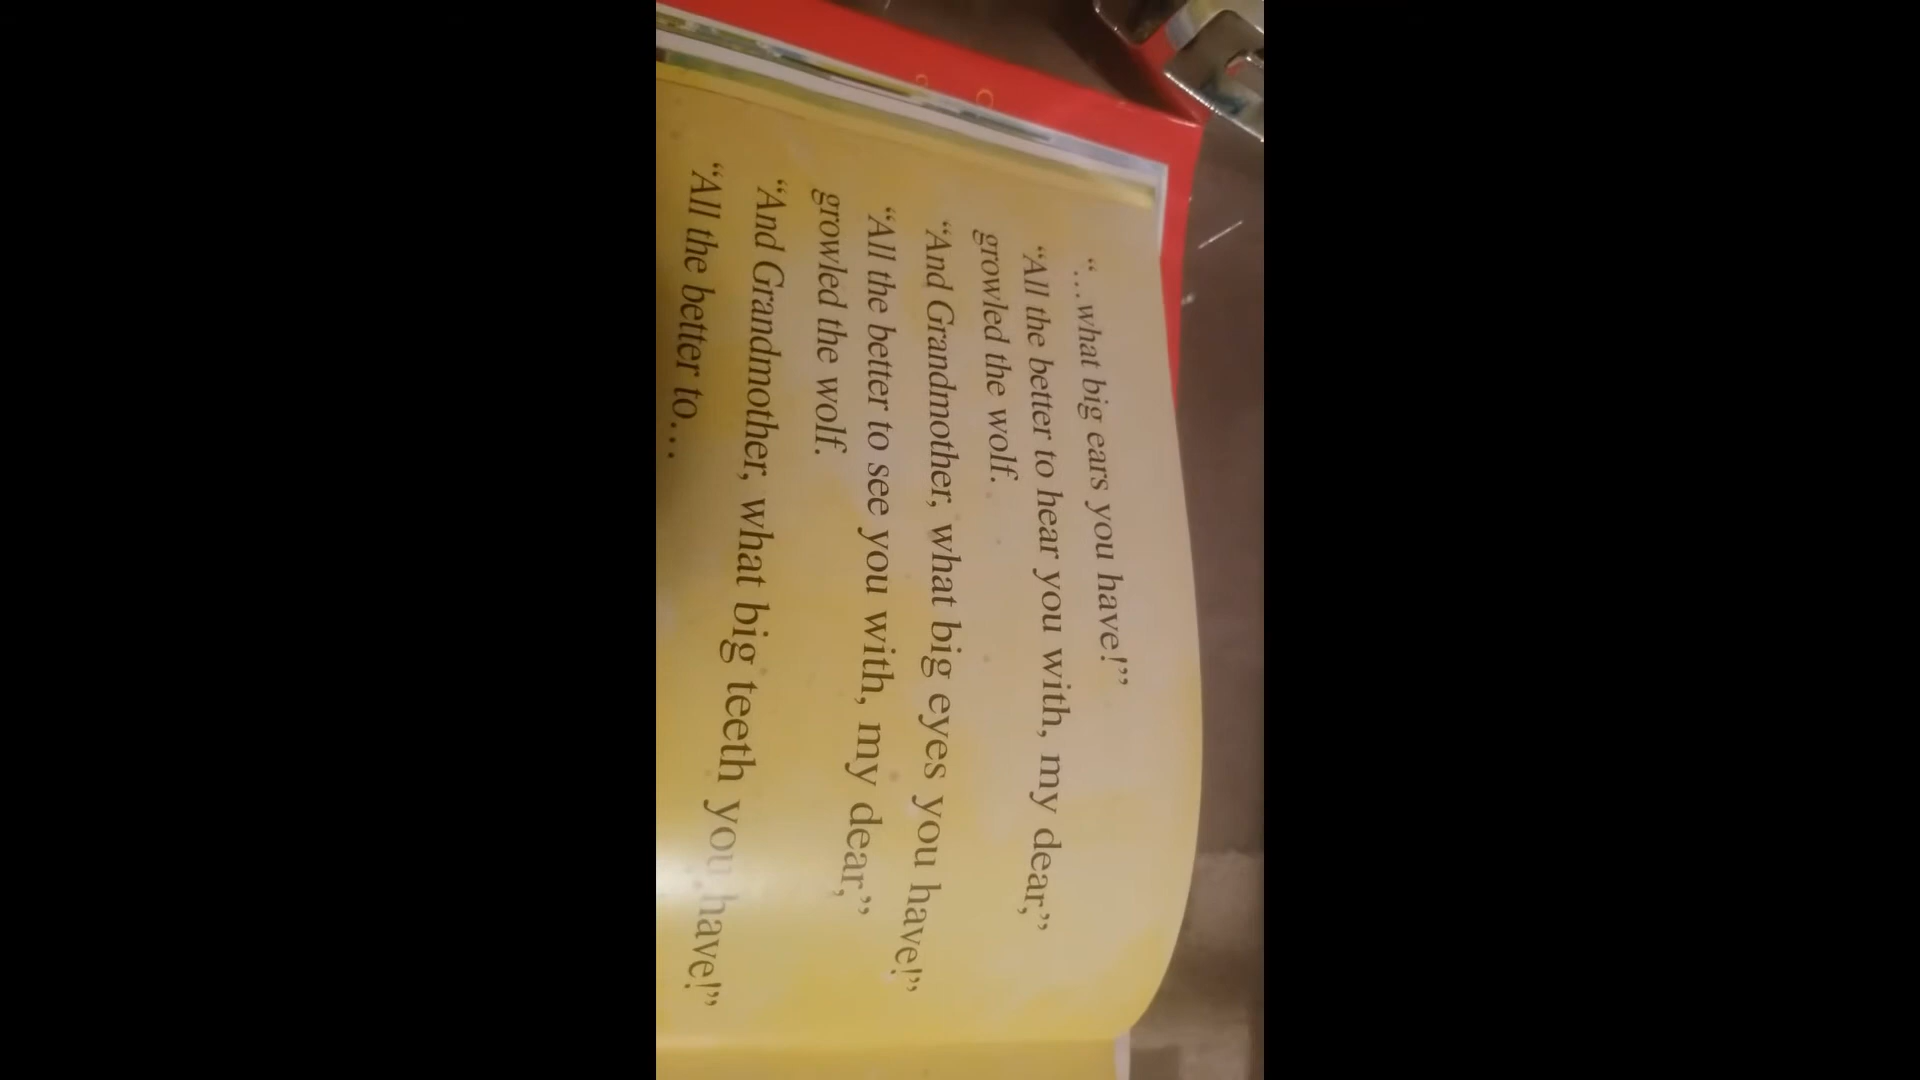 “...what big ears you have!”
“All the better to hear you with, my dear,”
growled the wolf.
“And Grandmother, what big eyes you have!”
“All the better to see you with, my dear,”
growled the wolf.
“And Grandmother, what big teeth you have!”
“All the better to...